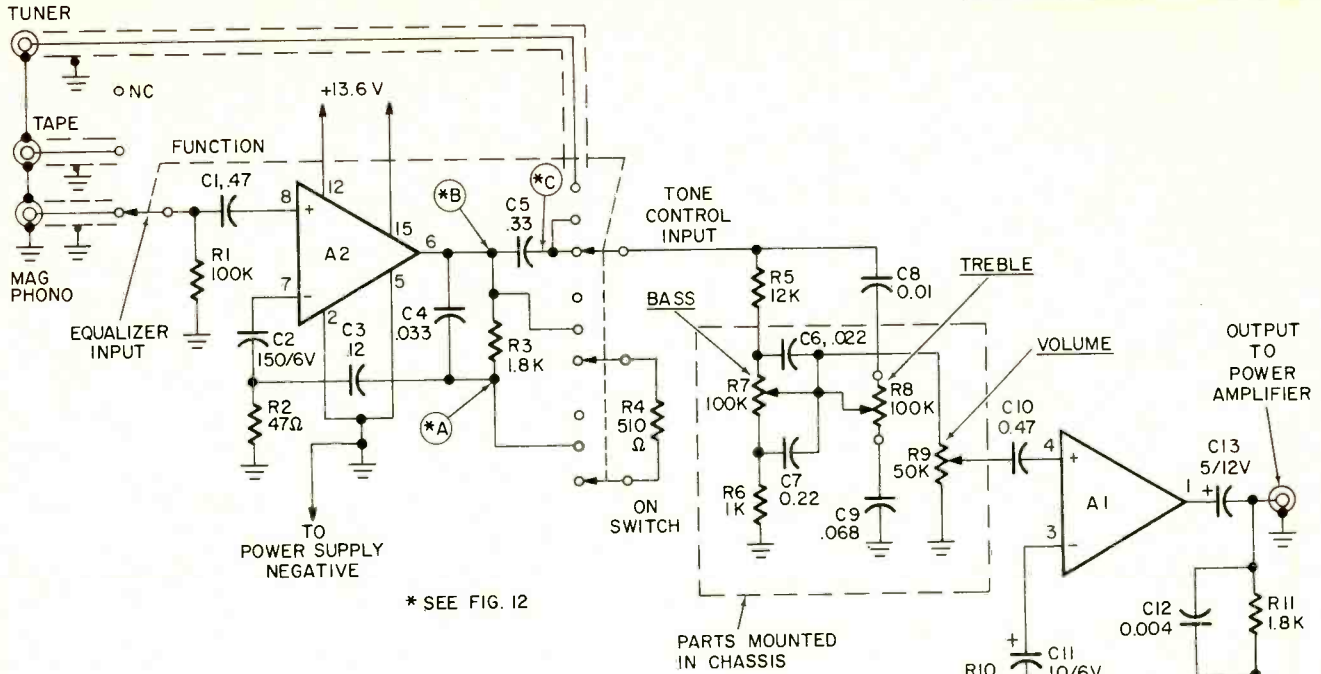 TUNER
NC
TAPE
FUNCTION
+13.6 V
C1, .47
8
+
12
15
A2
6
*B
C5
.33
*C
TONE
CONTROL
INPUT
R1
100K
7
−
2
5
MAG
PHONO
EQUALIZER
INPUT
C2
150/6V
C3
.12
C4
.033
R3
1.8K
R2
47Ω
*A
R4
510
Ω
ON
SWITCH
TO
POWER SUPPLY
NEGATIVE
* SEE FIG. 12
R5
12K
C8
0.01
TREBLE
BASS
C6, .022
VOLUME
R7
100K
R8
100K
R9
50K
C7
0.22
R6
1K
C9
.068
C10
0.47
4
+
A1
1
3
−
+
C13
5/12V
OUTPUT
TO
POWER
AMPLIFIER
PARTS MOUNTED
IN CHASSIS
C12
0.004
R11
1.8K
+
C11
10/6V
R10